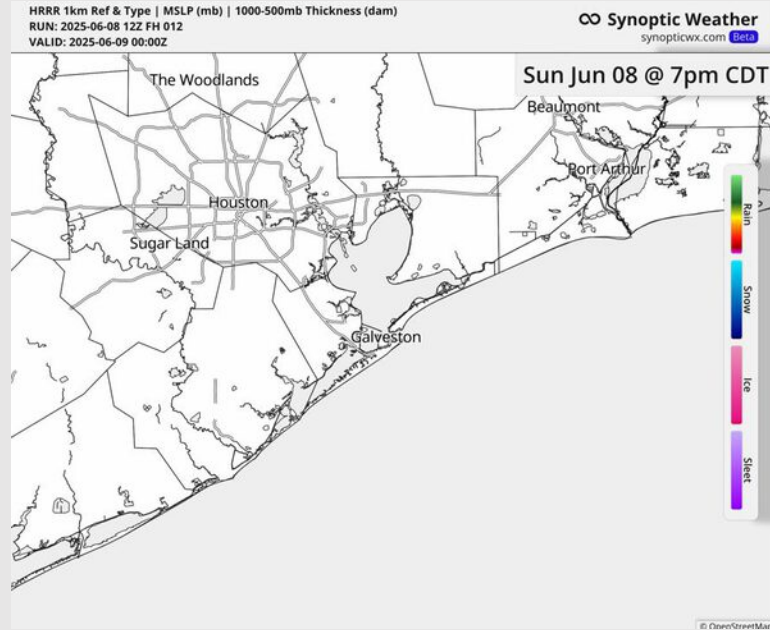 HRRR 1km Ref & Type | MSLP (mb) | 1000-500mb Thickness (dam)
RUN: 2025-06-08 12Z FH 012
VALID: 2025-06-09 00:00Z
Synoptic Weather
synopticwx.com Beta
Sun Jun 08 @ 7pm CDT
The Woodlands
Beaumont
Port Arthur
Houston
Sugar Land
Galveston
Rain
Snow
Ice
Sleet
© OpenStreetMap